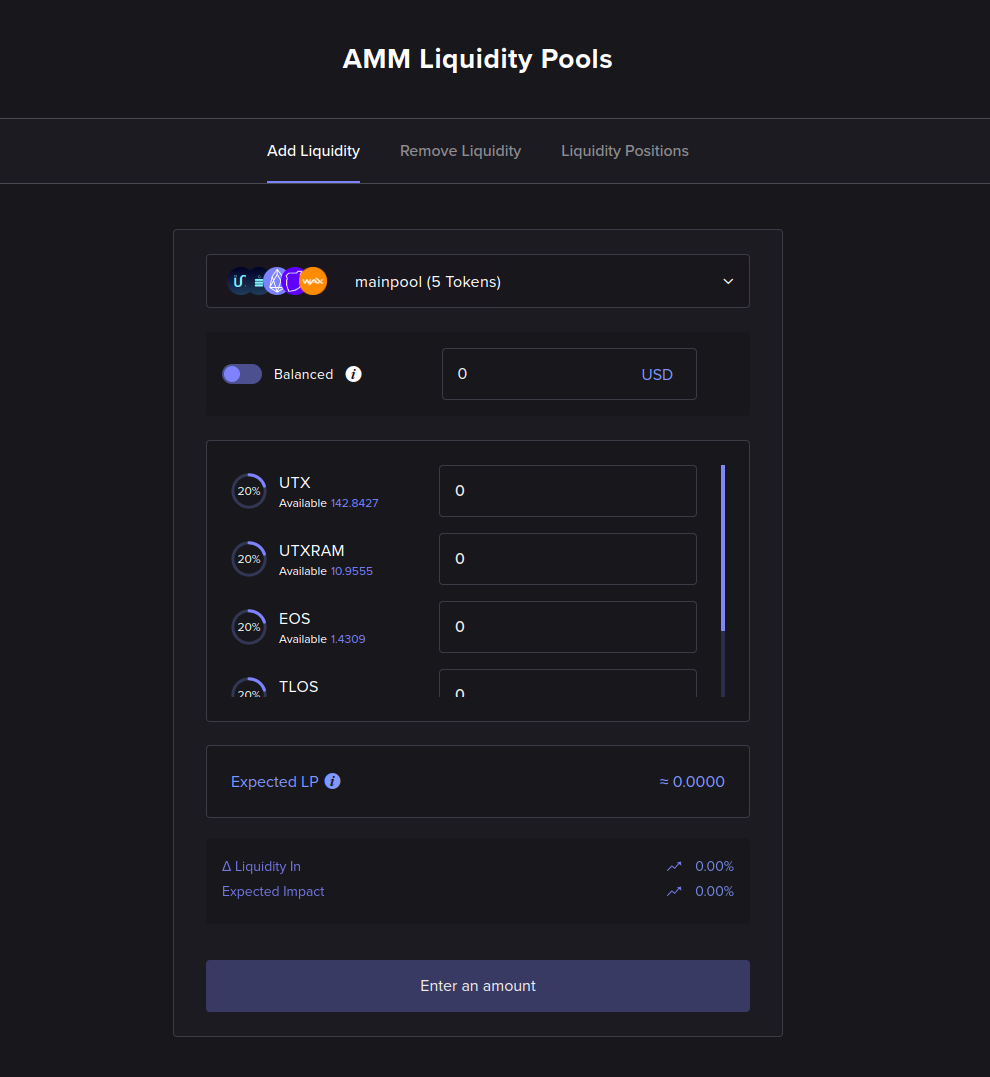 AMM Liquidity Pools
Add Liquidity Remove Liquidity Liquidity Positions
mainpool (5 Tokens)
Balanced i 0 USD
20% UTX 0
Available 142.8427
20% UTXRAM 0
Available 10.9555
20% EOS 0
Available 1.4309
20% TLOS 0
Expected LP i ≈ 0.0000
Δ Liquidity In 0.00%
Expected Impact 0.00%
Enter an amount